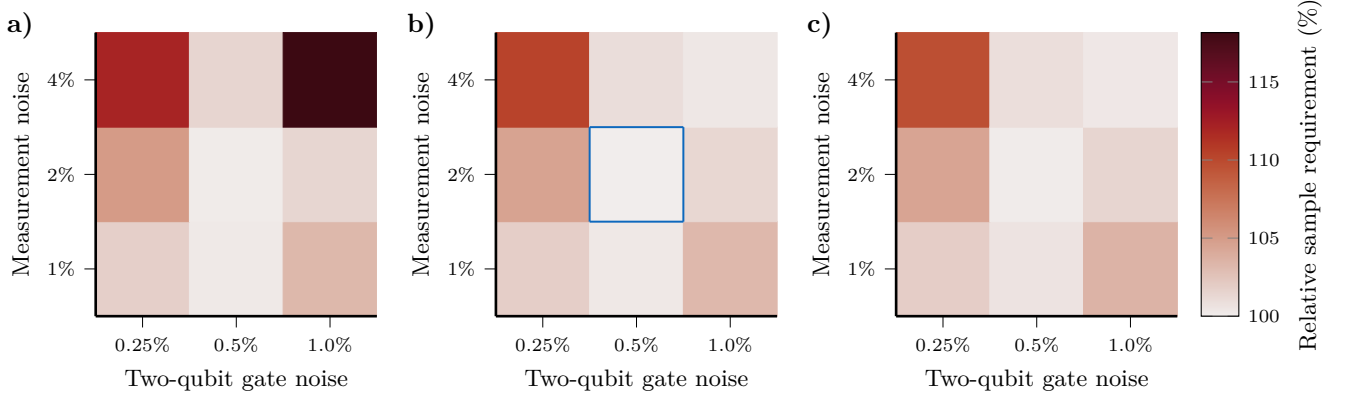 a)
Measurement noise
4%
2%
1%
0.25%
0.5%
1.0%
Two-qubit gate noise
b)
Measurement noise
4%
2%
1%
0.25%
0.5%
1.0%
Two-qubit gate noise
c)
Measurement noise
4%
2%
1%
0.25%
0.5%
1.0%
Two-qubit gate noise
115
110
105
100
Relative sample requirement (%)